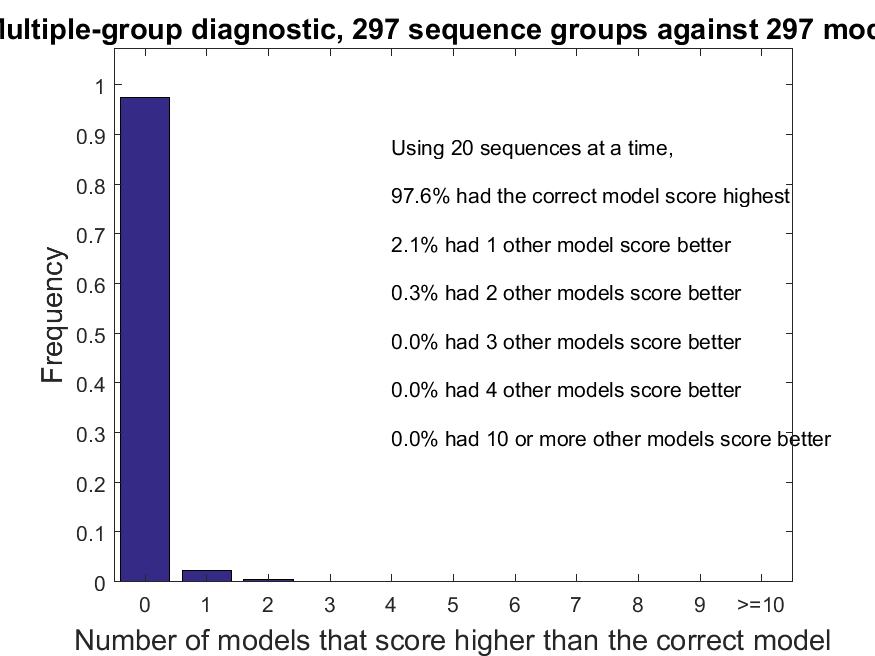 Multiple-group diagnostic, 297 sequence groups against 297
Frequency
1
0.9
0.8
0.7
0.6
0.5
0.4
0.3
0.2
0.1
0
Using 20 sequences at a time,
97.6% had the correct model score highest
2.1% had 1 other model score better
0.3% had 2 other models score better
0.0% had 3 other models score better
0.0% had 4 other models score better
0.0% had 10 or more other models score better
0 1 2 3 4 5 6 7 8 9 >=10
Number of models that score higher than the correct model